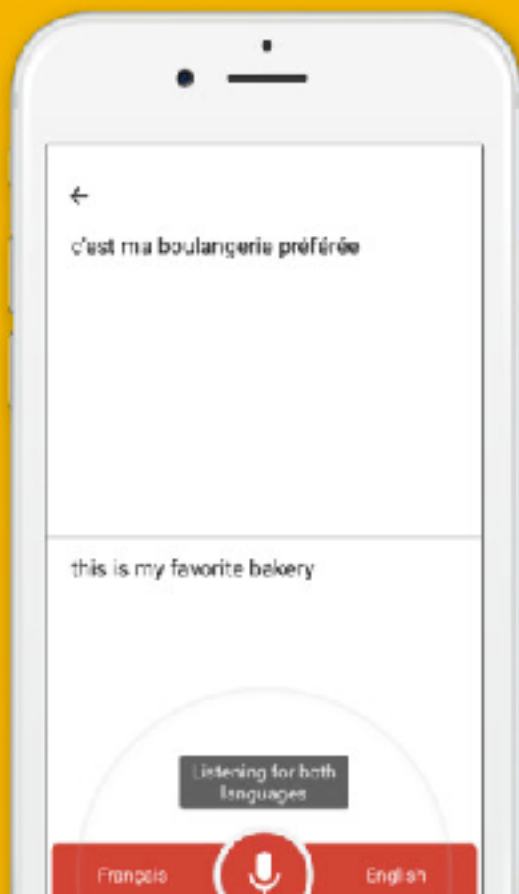 c'est ma boulangerie préférée
this is my favorite bakery
Listening for both
languages
Français
English